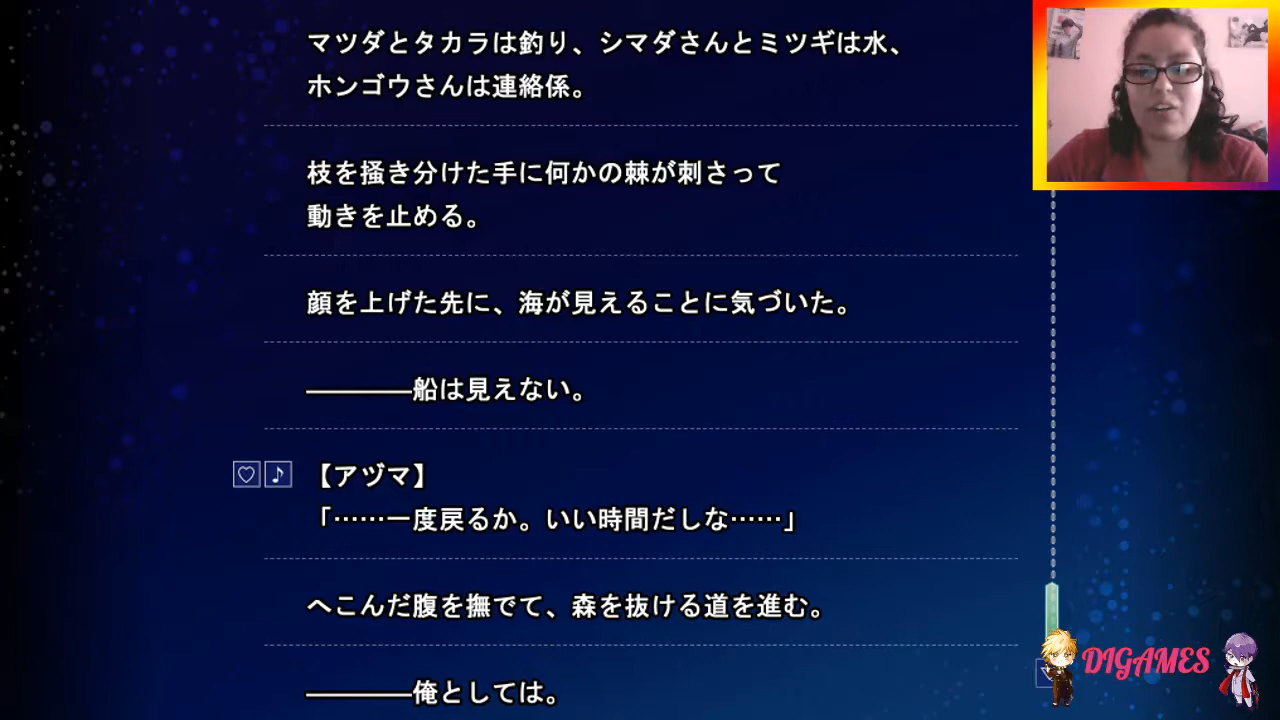 マツダとタカラは釣り、シマダさんとミツギは水、
ホンゴウさんは連絡係。
枝を掻き分けた手に何かの棘が刺さって
動きを止める。
顔を上げた先に、海が見えることに気づいた。
――――船は見えない。
【アヅマ】
「……一度戻るか。いい時間だしな……」
へこんだ腹を撫でて、森を抜ける道を進む。
――――俺としては。
DIGAMES